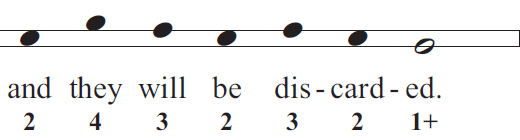 and they will be dis - card - ed.
2 4 3 2 3 2 1+